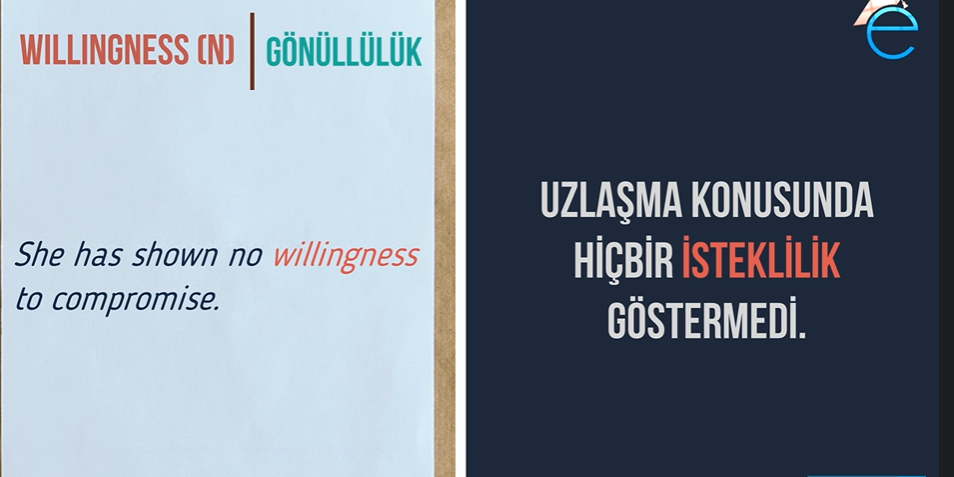 WILLINGNESS (N) | GÖNÜLLÜLÜK
She has shown no willingness
to compromise.
e
UZLAŞMA KONUSUNDA
HİÇBİR İSTEKLİLİK
GÖSTERMEDİ.